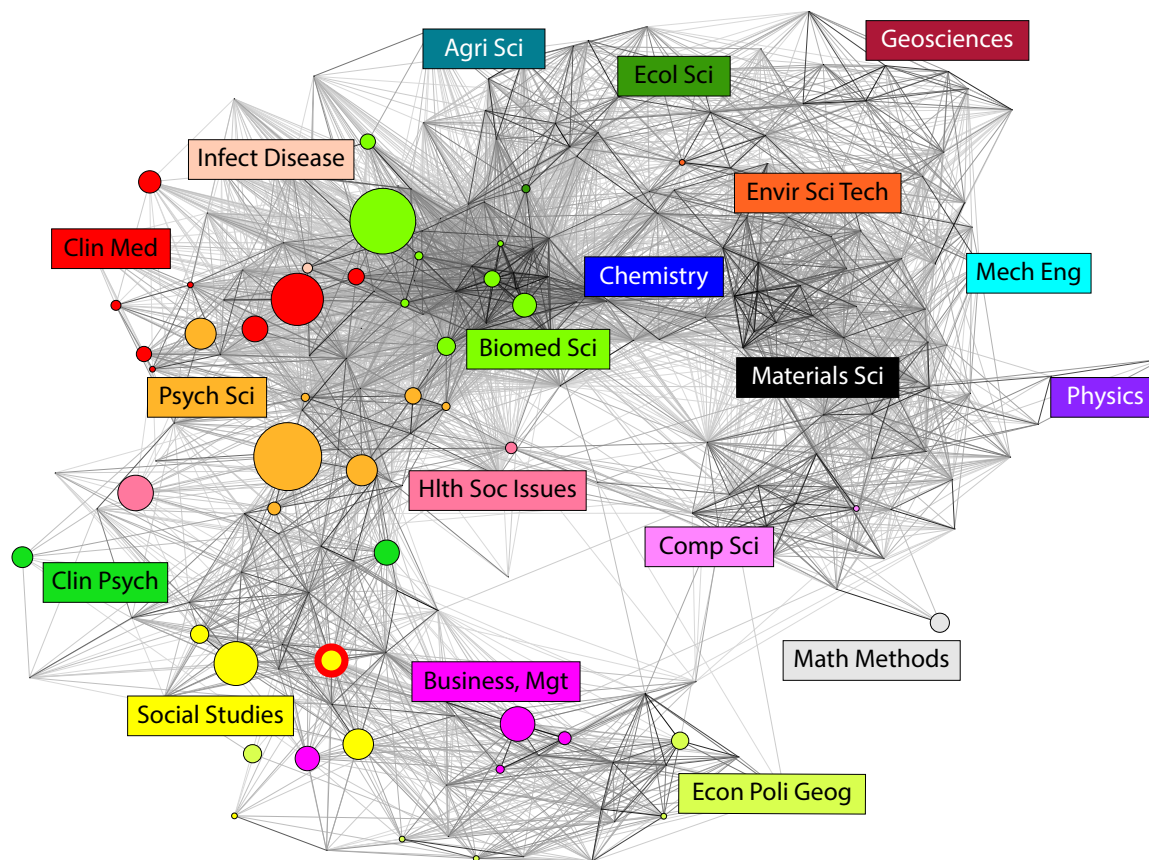 Geosciences
Agri Sci
Ecol Sci
Infect Disease
Envir Sci Tech
Clin Med
Chemistry
Mech Eng
Biomed Sci
Materials Sci
Psych Sci
Physics
Hlth Soc Issues
Comp Sci
Clin Psych
Math Methods
Business, Mgt
Social Studies
Econ Poli Geog